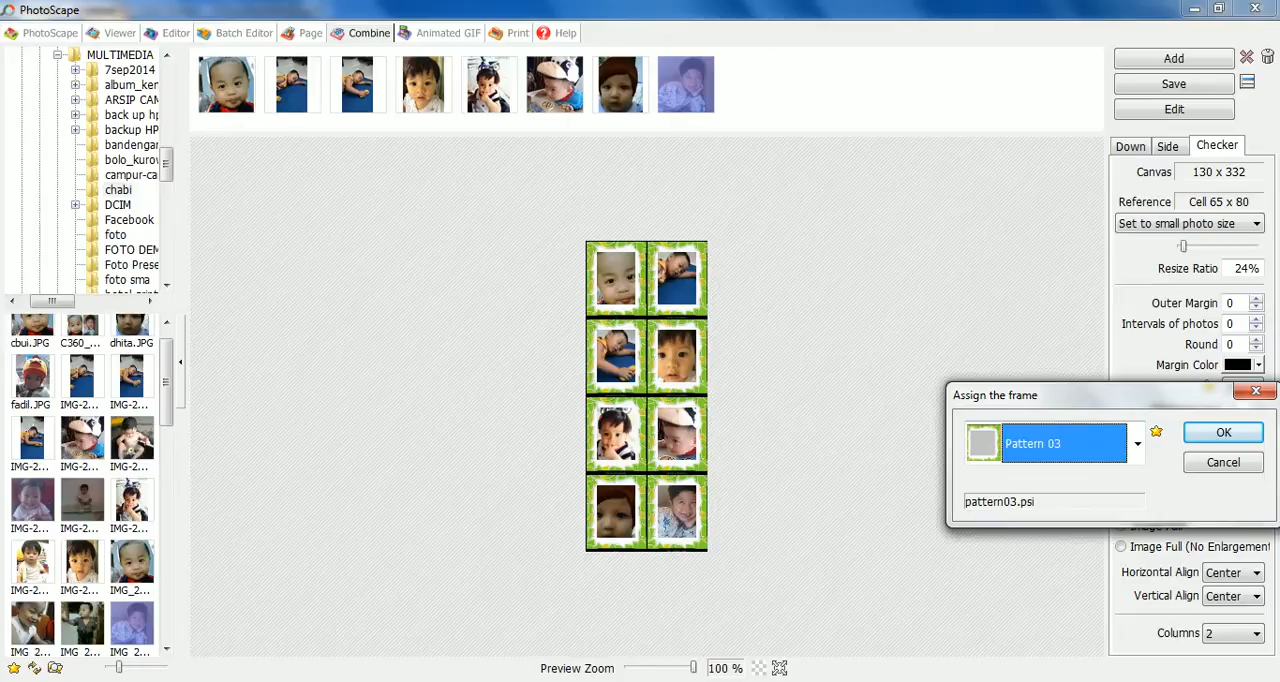 PhotoScape
PhotoScape Viewer Editor Batch Editor Page Combine Animated GIF Print Help
MULTIMEDIA
7sep2014
album_ker
ARSIP CAM
back up hp
backup HP
bandengar
bolo_kurow
campur-ca
chabi
DCIM
Facebook
foto
FOTO DEM
Foto Prese
foto sma
cbui.JPG C360_... dhita.JPG
fadil.JPG IMG-2... IMG-2...
IMG-2... IMG-2... IMG-2...
IMG-2... IMG-2... IMG-2...
IMG-2... IMG-2... IMG_2...
IMG_2... IMG_2... IMG_2...
Add
Save
Edit
Down Side Checker
Canvas 130 x 332
Reference Cell 65 x 80
Set to small photo size
Resize Ratio 24%
Outer Margin 0
Intervals of photos 0
Round 0
Margin Color
Assign the frame
Pattern 03
OK
Cancel
pattern03.psi
Image Full (No Enlargement
Horizontal Align Center
Vertical Align Center
Columns 2
Preview Zoom 100 %